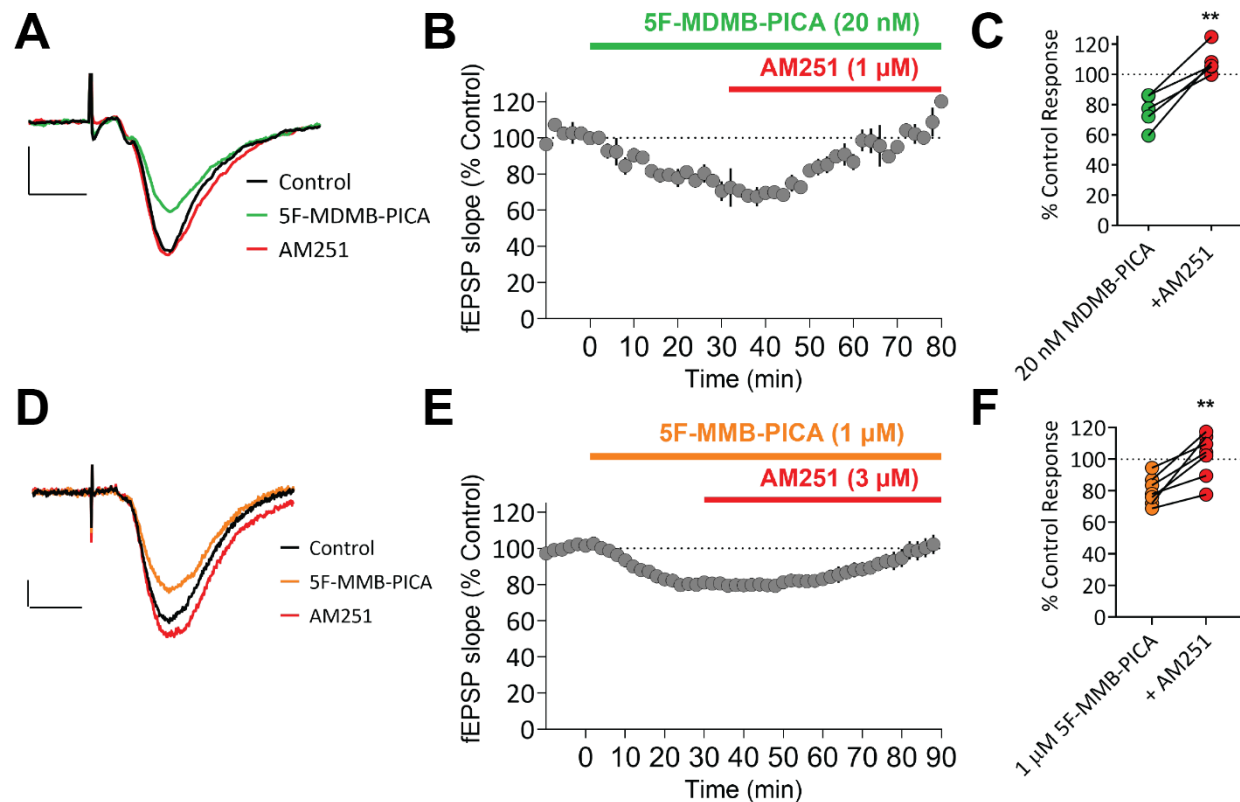 A
Control
5F-MDMB-PICA
AM251
B
5F-MDMB-PICA (20 nM)
AM251 (1 µM)
fEPSP slope (% Control)
120
100
80
60
40
20
0
0 10 20 30 40 50 60 70 80
Time (min)
C
**
% Control Response
120
100
80
60
40
20
0
20 nM MDMB-PICA
+AM251
D
Control
5F-MMB-PICA
AM251
E
5F-MMB-PICA (1 µM)
AM251 (3 µM)
fEPSP slope (% Control)
120
100
80
60
40
20
0
0 10 20 30 40 50 60 70 80 90
Time (min)
F
**
% Control Response
120
100
80
60
40
20
0
1 µM 5F-MMB-PICA
+ AM251